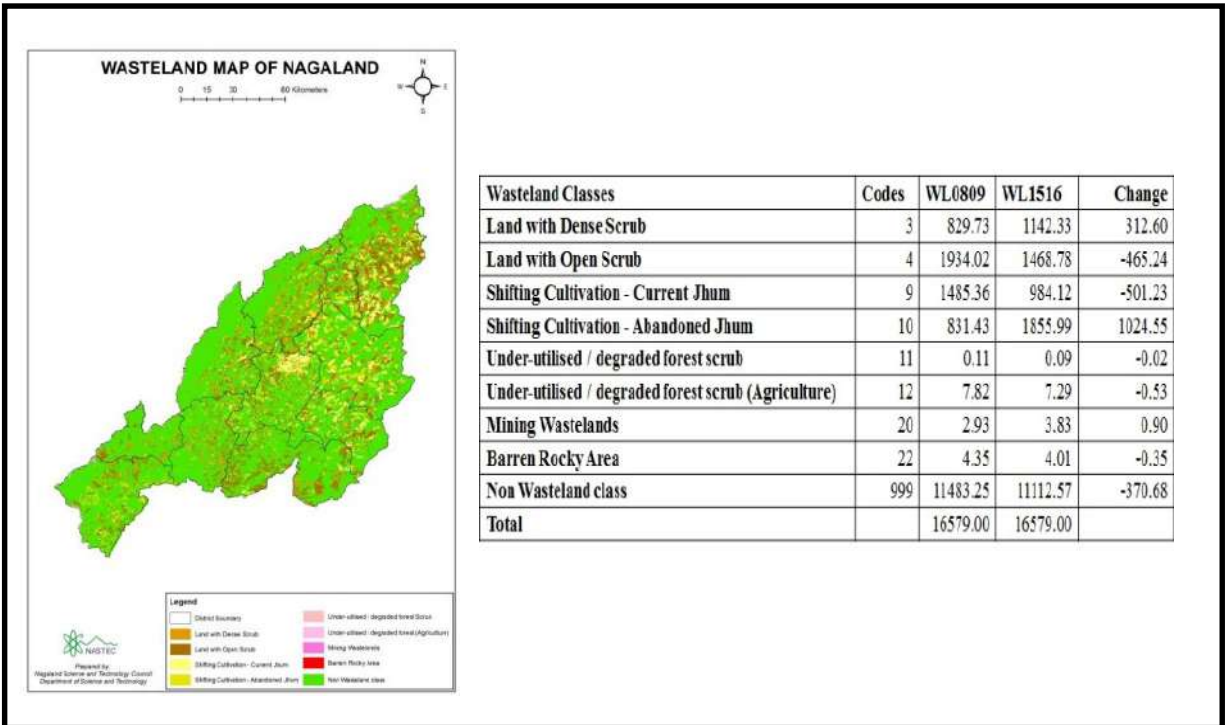 WASTELAND MAP OF NAGALAND
0 15 30 60 Kilometers
N
W E
S
Wasteland Classes Codes WL0809 WL1516 Change
Land with Dense Scrub 3 829.73 1142.33 312.60
Land with Open Scrub 4 1934.02 1468.78 -465.24
Shifting Cultivation - Current Jhum 9 1485.36 984.12 -501.23
Shifting Cultivation - Abandoned Jhum 10 831.43 1855.99 1024.55
Under-utilised / degraded forest scrub 11 0.11 0.09 -0.02
Under-utilised / degraded forest scrub (Agriculture) 12 7.82 7.29 -0.53
Mining Wastelands 20 2.93 3.83 0.90
Barren Rocky Area 22 4.35 4.01 -0.35
Non Wasteland class 999 11483.25 11112.57 -370.68
Total 16579.00 16579.00
Legend
District Boundary
Land with Dense Scrub
Land with Open Scrub
Shifting Cultivation - Current Jhum
Shifting Cultivation - Abandoned Jhum
Under-utilised / degraded forest Scrub
Under-utilised / degraded forest (Agriculture)
Mining Wastelands
Barren Rocky Area
Non Wasteland class
NASTEC
Prepared by
Nagaland Science and Technology Council
Department of Science and Technology